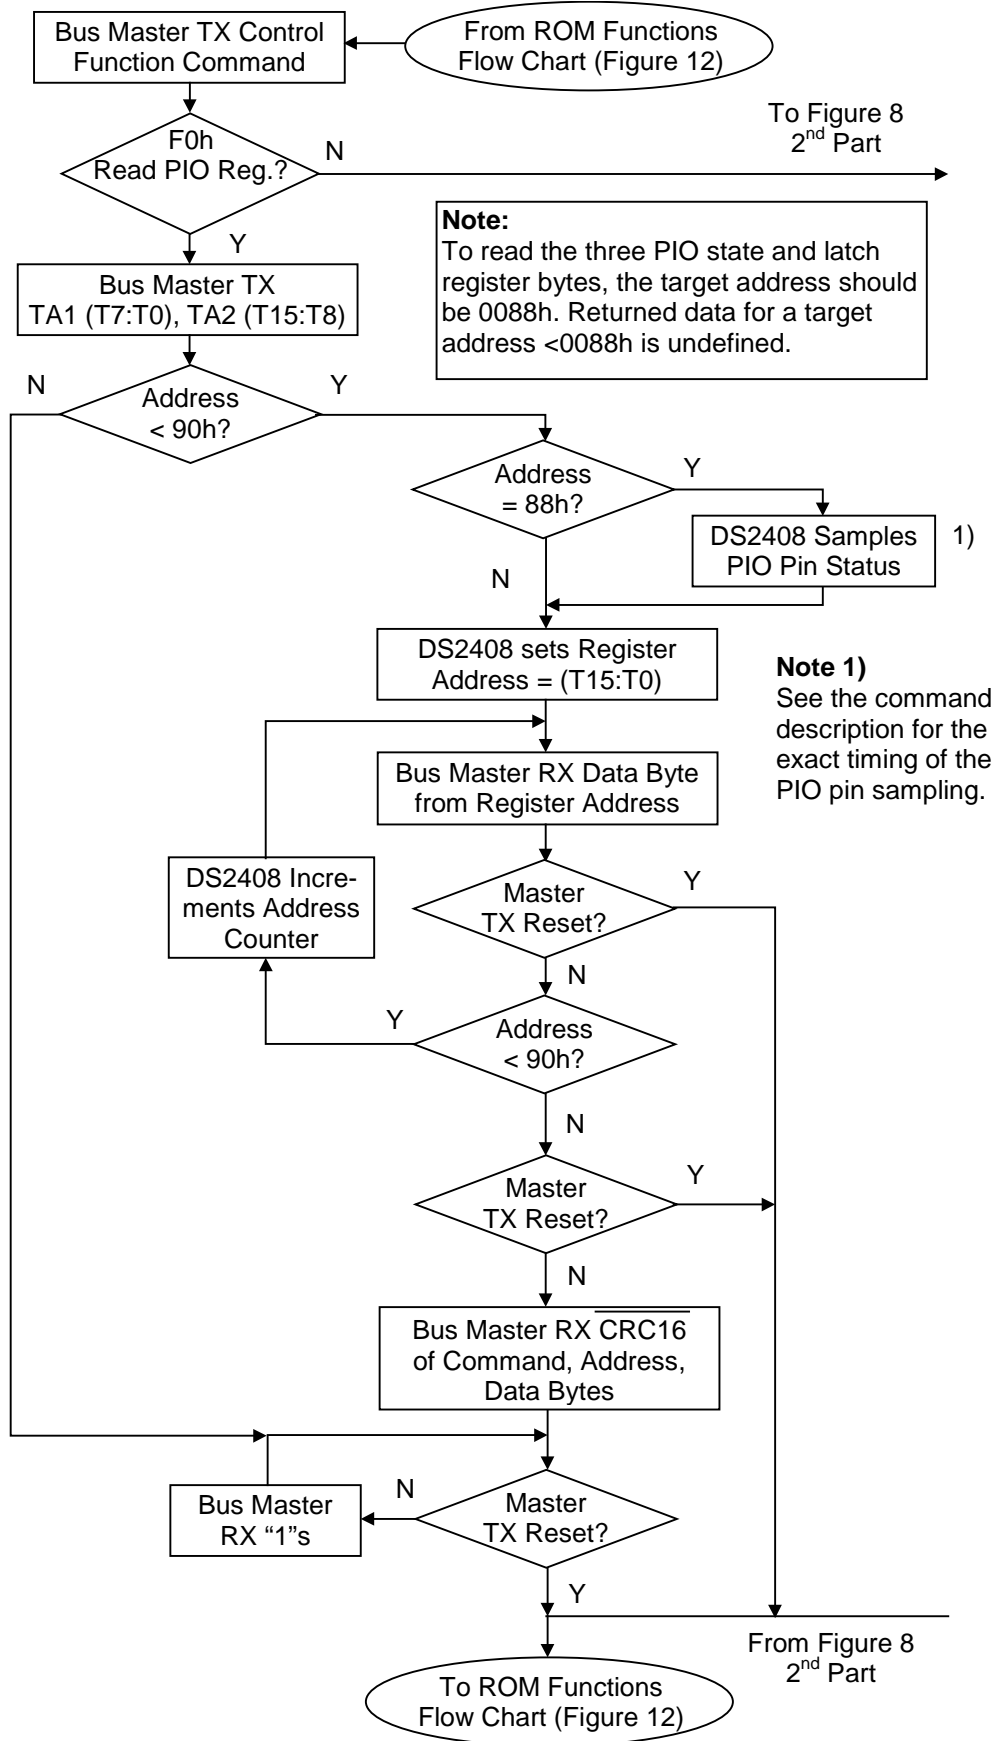 Bus Master TX Control
Function Command
From ROM Functions
Flow Chart (Figure 12)
To Figure 8
2nd Part
F0h
Read PIO Reg.?
N
Y
Note:
To read the three PIO state and latch
register bytes, the target address should
be 0088h. Returned data for a target
address <0088h is undefined.
Bus Master TX
TA1 (T7:T0), TA2 (T15:T8)
N
Y
Address
< 90h?
Address
= 88h?
Y
DS2408 Samples
PIO Pin Status
1)
N
DS2408 sets Register
Address = (T15:T0)
Note 1)
See the command
description for the
exact timing of the
PIO pin sampling.
Bus Master RX Data Byte
from Register Address
DS2408 Incre-
ments Address
Counter
Master
TX Reset?
Y
N
Y
Address
< 90h?
N
Master
TX Reset?
Y
N
Bus Master RX CRC16
of Command, Address,
Data Bytes
Bus Master
RX “1”s
N
Master
TX Reset?
Y
From Figure 8
2nd Part
To ROM Functions
Flow Chart (Figure 12)